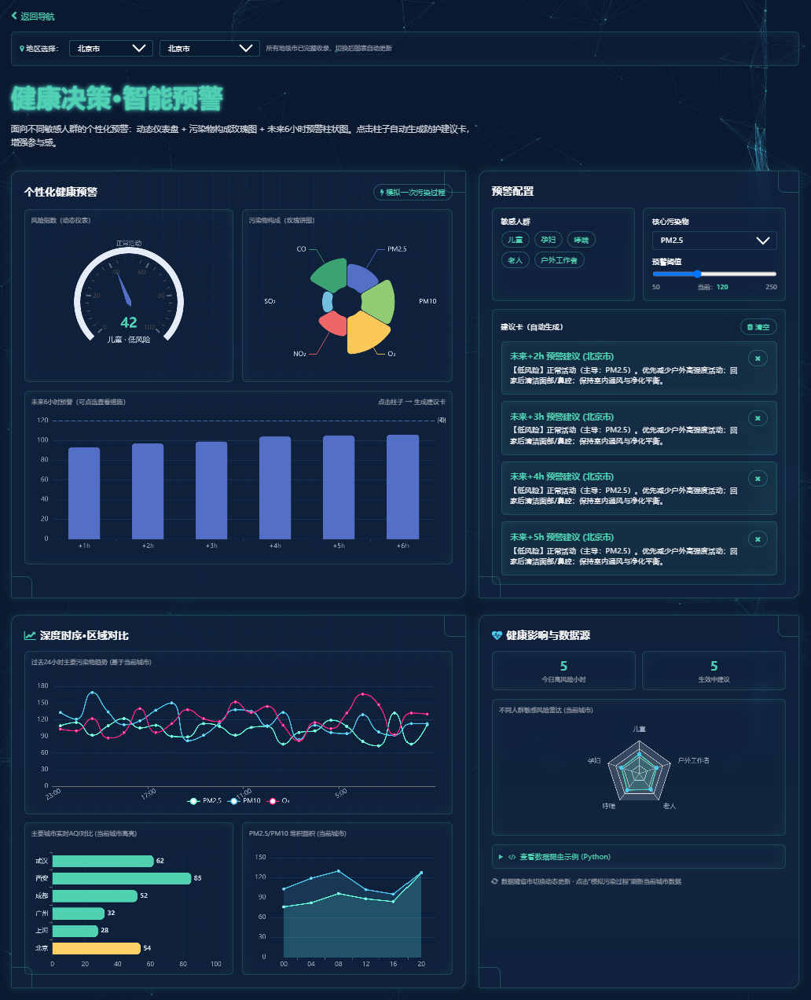 返回导航
地区选择：
北京市
北京市
所有地级市已完整收录，切换后图表自动更新
健康决策·智能预警
面向不同敏感人群的个性化预警：动态仪表盘 + 污染物构成玫瑰图 + 未来6小时预警柱状图。点击柱子自动生成防护建议卡，
增强参与感。
个性化健康预警
模拟一次污染过程
风险指数（动态仪表）
正常活动
0
20
40
60
80
100
42
儿童 · 低风险
污染物构成（玫瑰饼图）
CO
PM2.5
SO₂
PM10
NO₂
O₃
未来6小时预警（可点选查看措施）
点击柱子 → 生成建议卡
120
100
80
60
40
20
0
+1h
+2h
+3h
+4h
+5h
+6h
预警配置
敏感人群
儿童
孕妇
哮喘
老人
户外工作者
核心污染物
PM2.5
预警阈值
50
当前：120
250
建议卡（自动生成）
清空
未来+2h 预警建议 (北京市)
【低风险】正常活动（主导：PM2.5）。优先减少户外高强度活动；回
家后清洁面部/鼻腔；保持室内通风与净化平衡。
未来+3h 预警建议 (北京市)
【低风险】正常活动（主导：PM2.5）。优先减少户外高强度活动；回
家后清洁面部/鼻腔；保持室内通风与净化平衡。
未来+4h 预警建议 (北京市)
【低风险】正常活动（主导：PM2.5）。优先减少户外高强度活动；回
家后清洁面部/鼻腔；保持室内通风与净化平衡。
未来+5h 预警建议 (北京市)
【低风险】正常活动（主导：PM2.5）。优先减少户外高强度活动；回
家后清洁面部/鼻腔；保持室内通风与净化平衡。
深度时序·区域对比
过去24小时主要污染物趋势 (基于当前城市)
180
150
120
90
60
30
0
23:00
17:00
11:00
5:00
PM2.5
PM10
O₃
主要城市实时AQI对比 (当前城市高亮)
武汉
62
西安
85
成都
52
广州
32
上海
28
北京
54
0
20
40
60
80
100
PM2.5/PM10 堆积面积 (当前城市)
150
120
90
60
30
0
00
04
08
12
16
20
健康影响与数据源
5
今日高风险小时
5
生效中建议
不同人群敏感风险雷达 (当前城市)
儿童
孕妇
户外工作者
哮喘
老人
查看数据爬虫示例 (Python)
数据随省市切换动态更新 · 点击"模拟污染过程"刷新当前城市数据